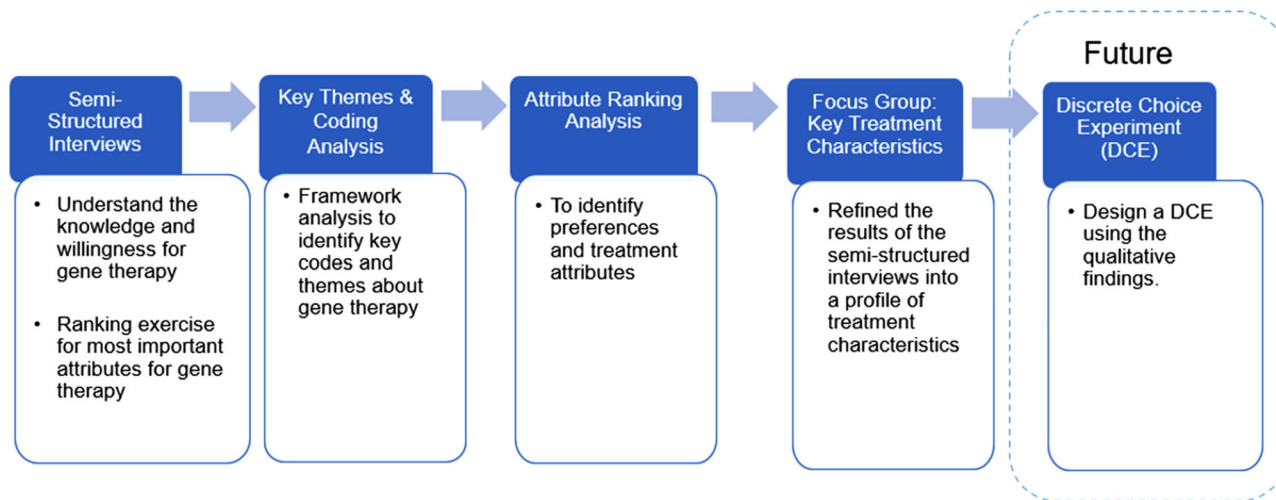 Future
Semi-
Structured
Interviews
Key Themes &
Coding
Analysis
Attribute Ranking
Analysis
Focus Group:
Key Treatment
Characteristics
Discrete Choice
Experiment
(DCE)
• Understand the
knowledge and
willingness for
gene therapy
• Ranking exercise
for most important
attributes for gene
therapy
• Framework
analysis to
identify key
codes and
themes about
gene therapy
• To identify
preferences
and treatment
attributes
• Refined the
results of the
semi-structured
interviews into
a profile of
treatment
characteristics
• Design a DCE
using the
qualitative
findings.